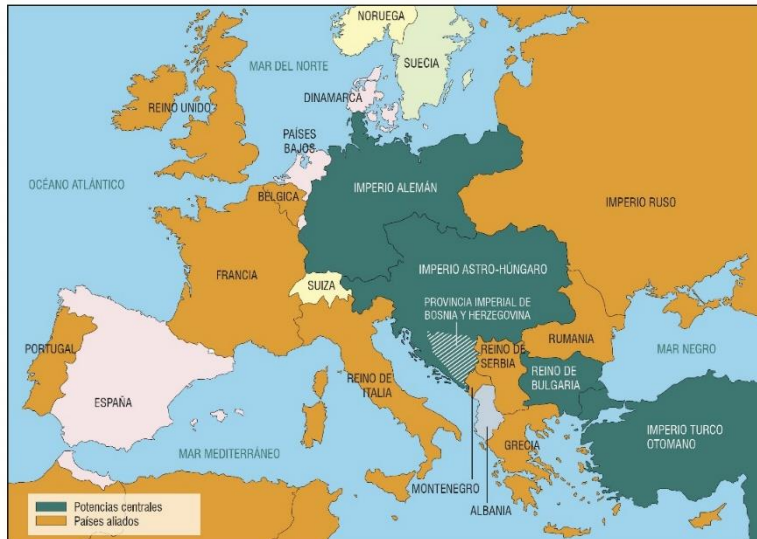 NORUEGA
SUECIA
MAR DEL NORTE
DINAMARCA
REINO UNIDO
PAÍSES
BAJOS
OCÉANO ATLÁNTICO
IMPERIO ALEMÁN
BÉLGICA
IMPERIO RUSO
IMPERIO ASTRO-HÚNGARO
FRANCIA
SUIZA
PROVINCIA IMPERIAL DE
BOSNIA Y HERZEGOVINA
PORTUGAL
RUMANIA
MAR NEGRO
REINO DE
SERBIA
REINO DE
BULGARIA
ESPAÑA
REINO DE
ITALIA
IMPERIO TURCO
OTOMANO
MAR MEDITERRÁNEO
GRECIA
MONTENEGRO
ALBANIA
Potencias centrales
Países aliados